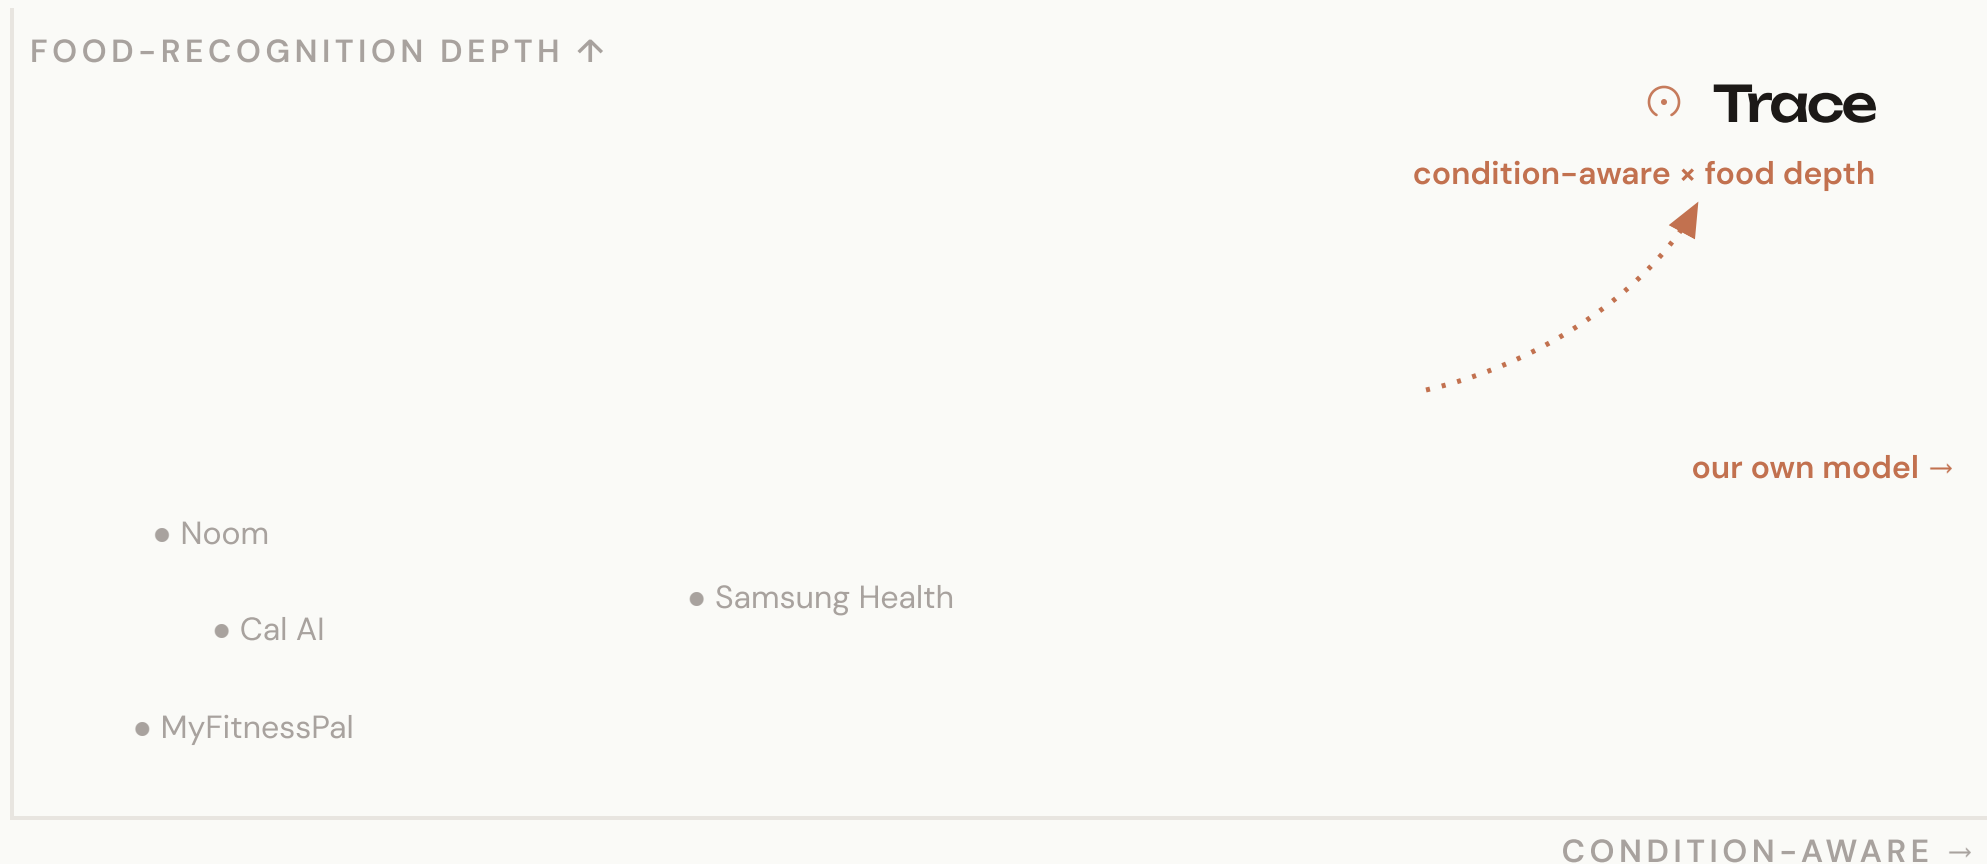 FOOD-RECOGNITION DEPTH ↑
Trace
condition-aware × food depth
our own model →
Noom
Samsung Health
Cal AI
MyFitnessPal
CONDITION-AWARE →